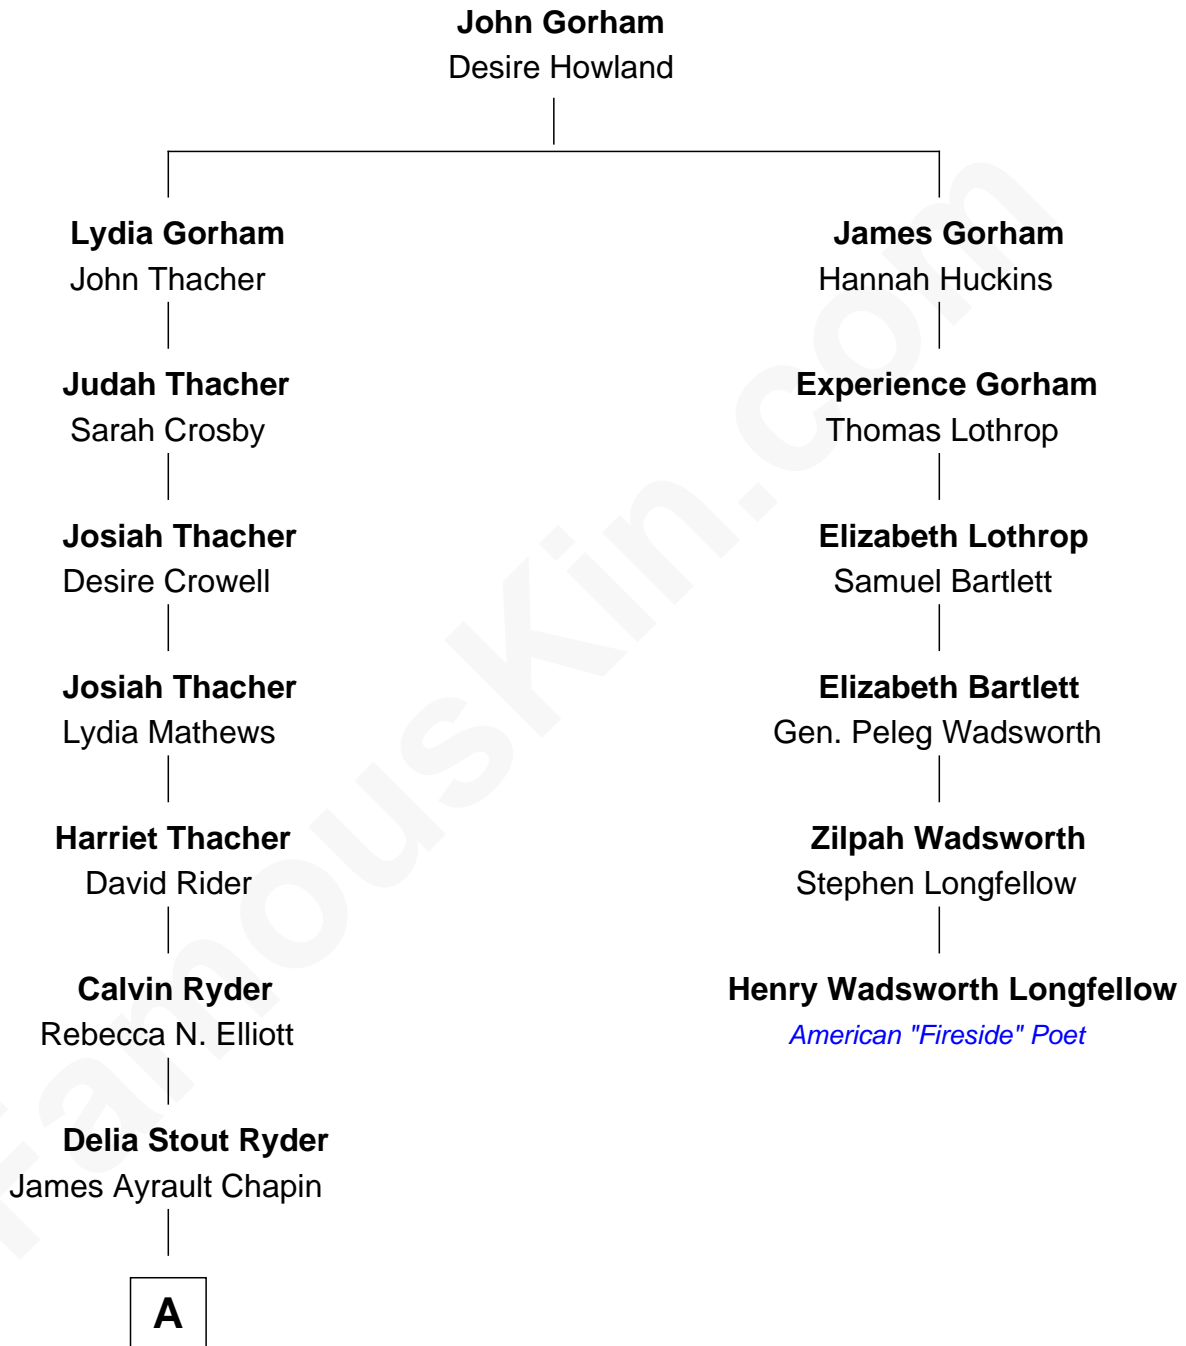 John Gorham
Desire Howland
Lydia Gorham
John Thacher
Judah Thacher
Sarah Crosby
Josiah Thacher
Desire Crowell
Josiah Thacher
Lydia Mathews
Harriet Thacher
David Rider
Calvin Ryder
Rebecca N. Elliott
Delia Stout Ryder
James Ayrault Chapin
A
James Gorham
Hannah Huckins
Experience Gorham
Thomas Lothrop
Elizabeth Lothrop
Samuel Bartlett
Elizabeth Bartlett
Gen. Peleg Wadsworth
Zilpah Wadsworth
Stephen Longfellow
Henry Wadsworth Longfellow
American "Fireside" Poet
FamousKin.com